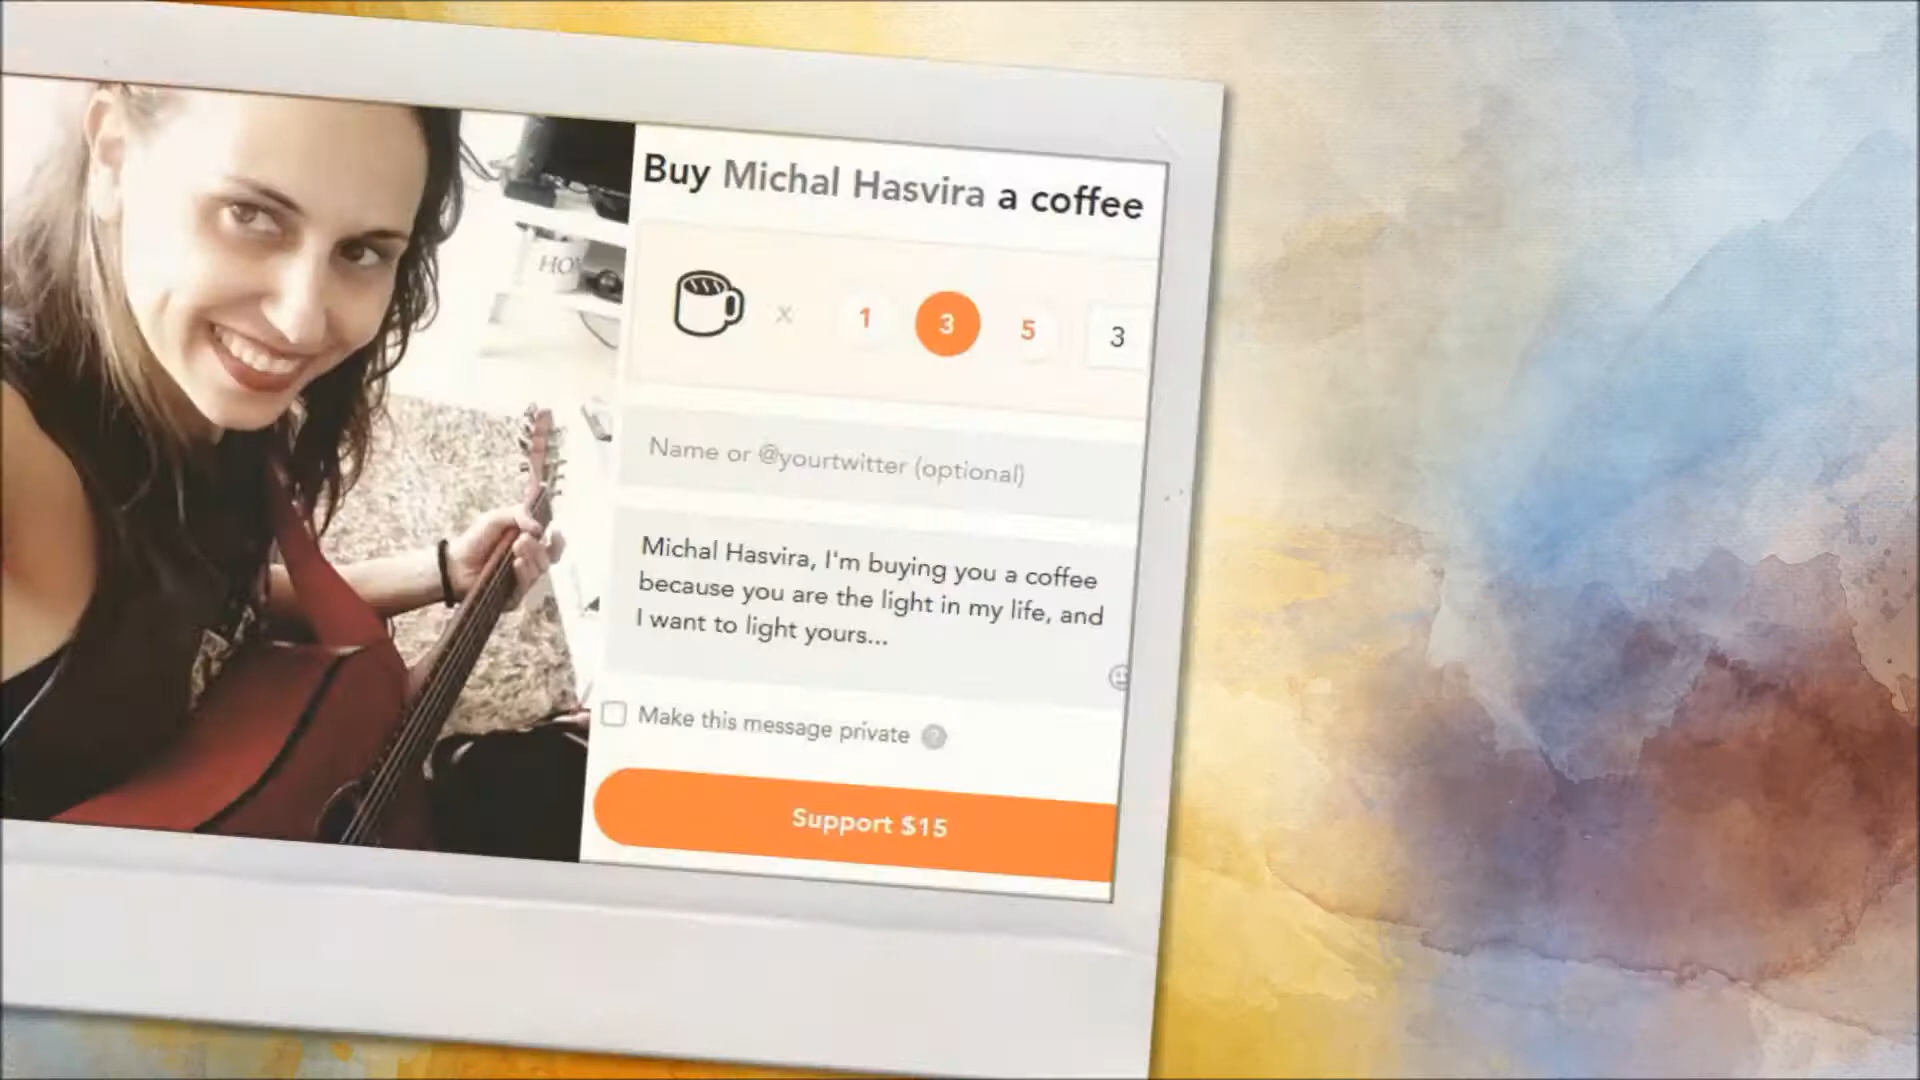 Buy Michal Hasvira a coffee
x 1 3 5 3
Name or @yourtwitter (optional)
Michal Hasvira, I'm buying you a coffee
because you are the light in my life, and
I want to light yours...
Make this message private ?
Support $15